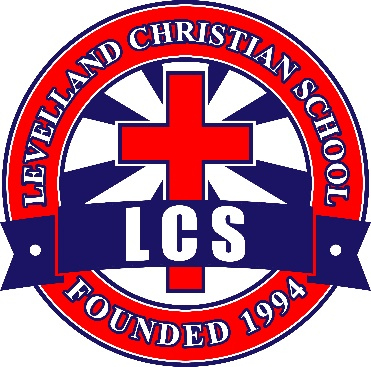 LEVELLAND CHRISTIAN SCHOOL
LCS
FOUNDED 1994